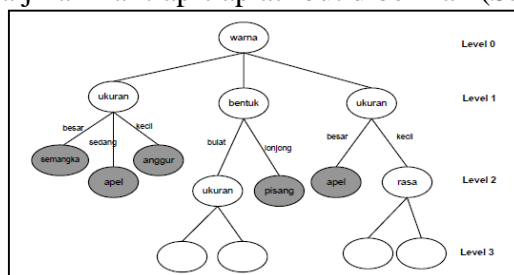 warna
Level 0
ukuran
bentuk
ukuran
Level 1
besar
sedang
kecil
bulat
lonjong
besar
kecil
semangka
apel
anggur
ukuran
pisang
apel
rasa
Level 2
Level 3